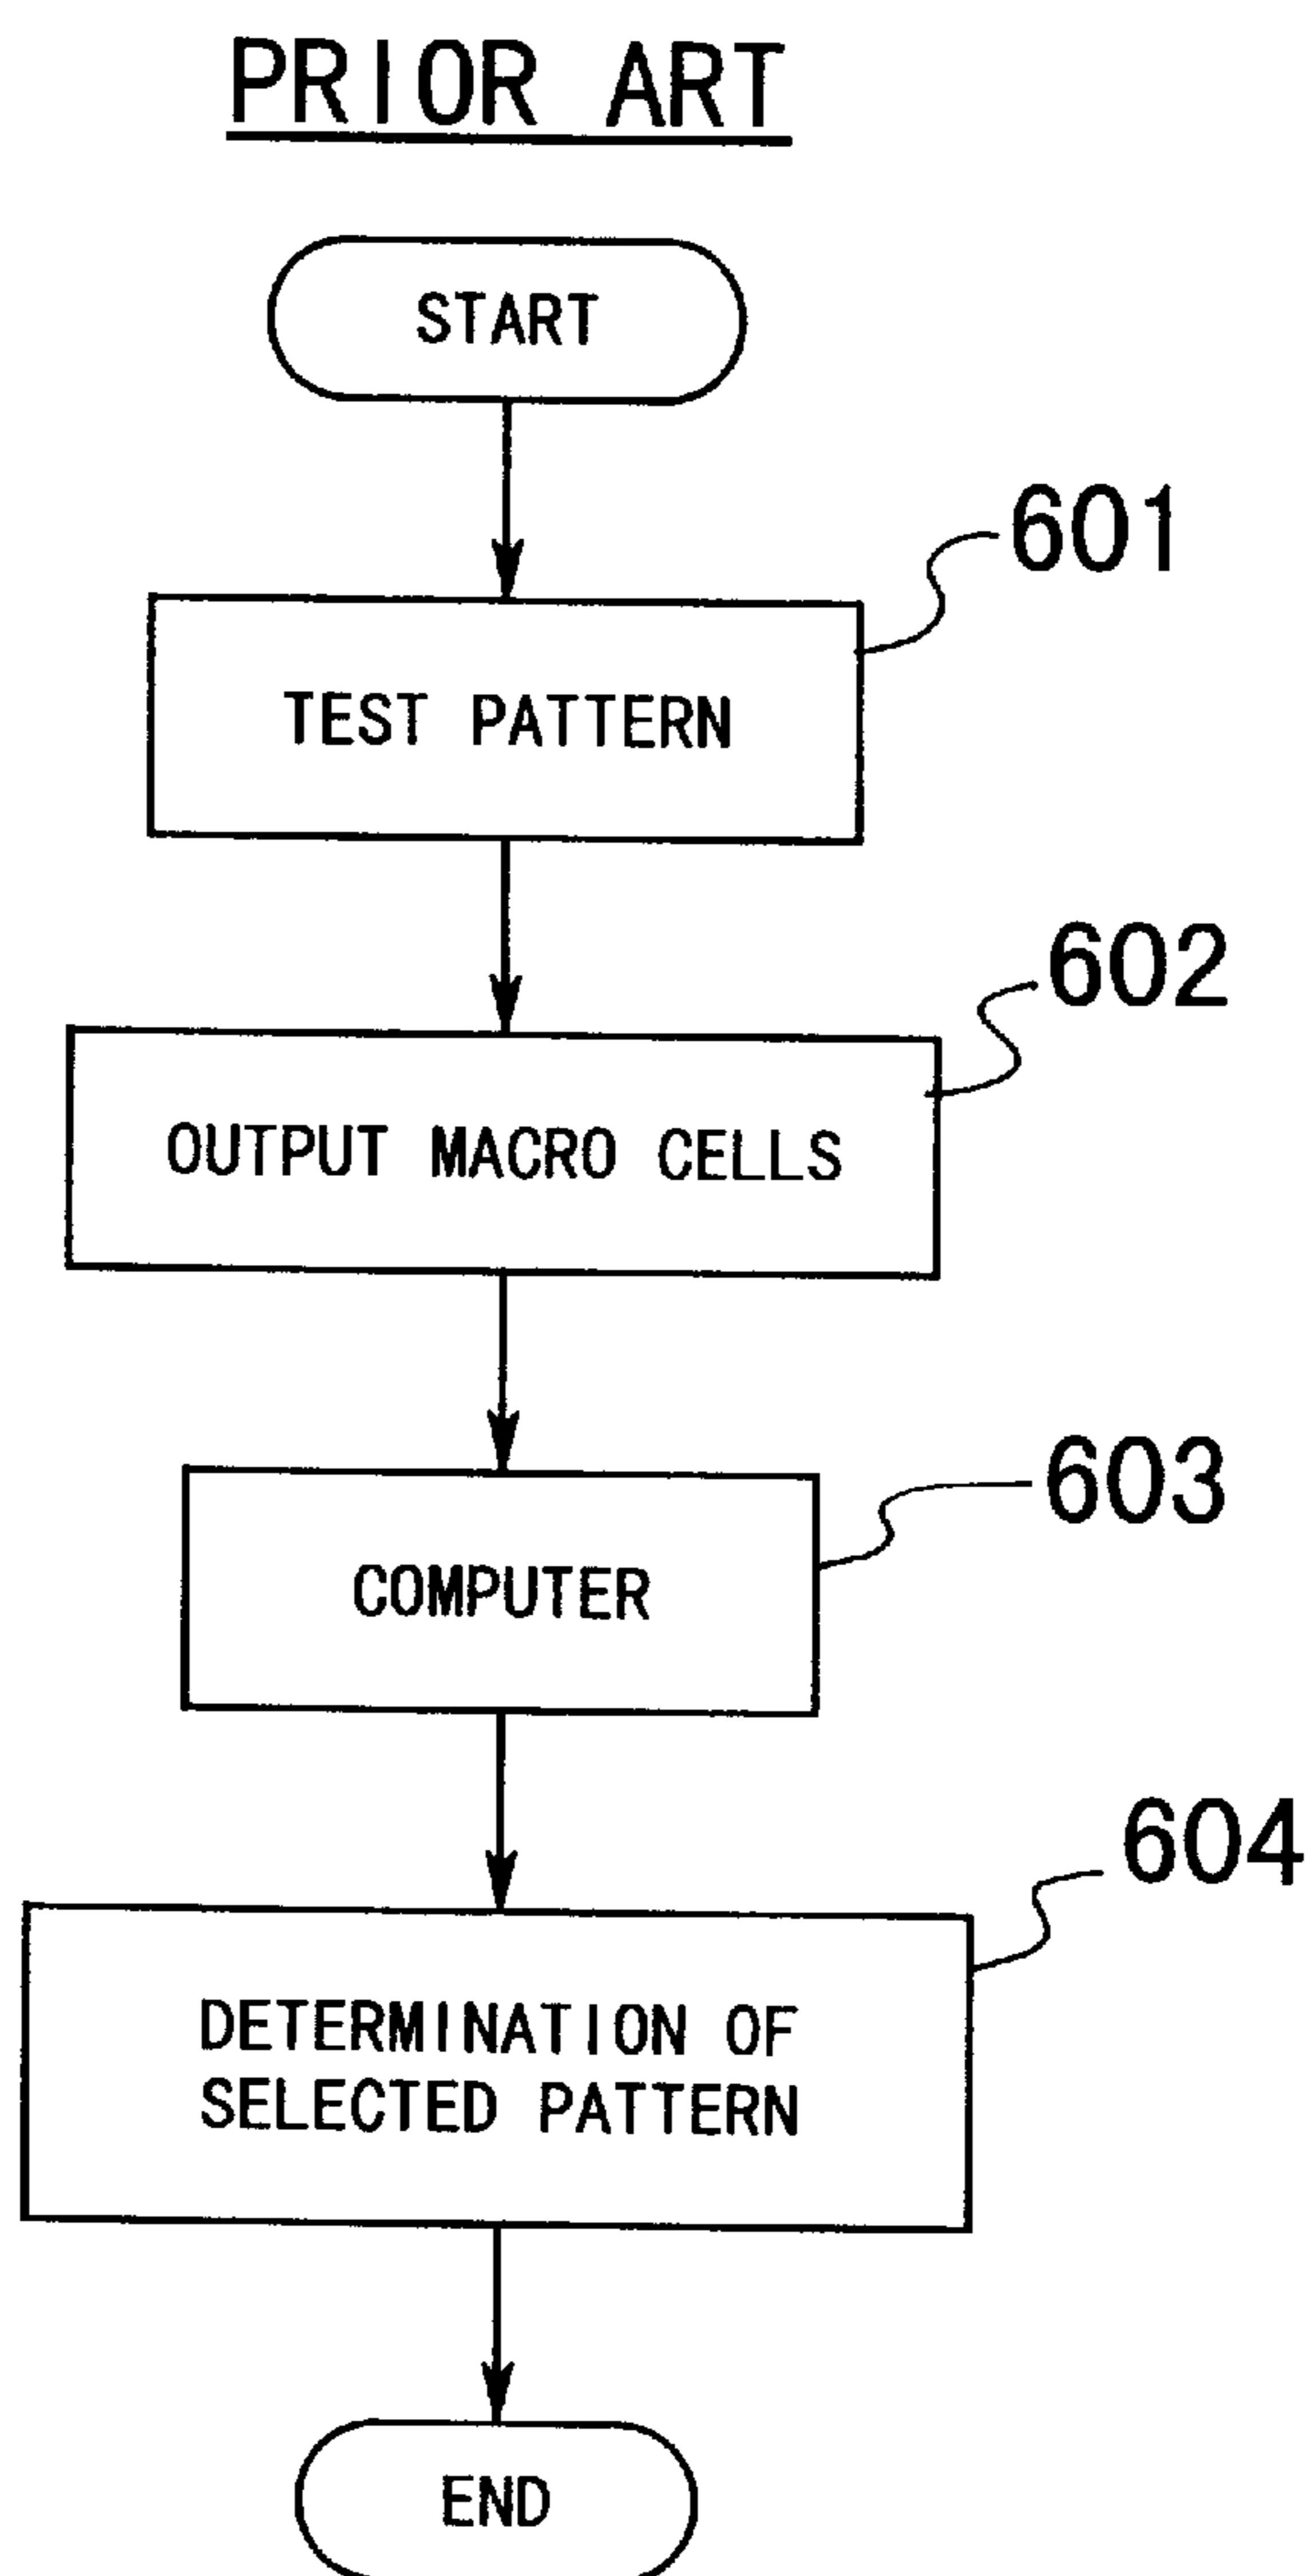 PRIOR ART
START
601
TEST PATTERN
602
OUTPUT MACRO CELLS
603
COMPUTER
604
DETERMINATION OF
SELECTED PATTERN
END